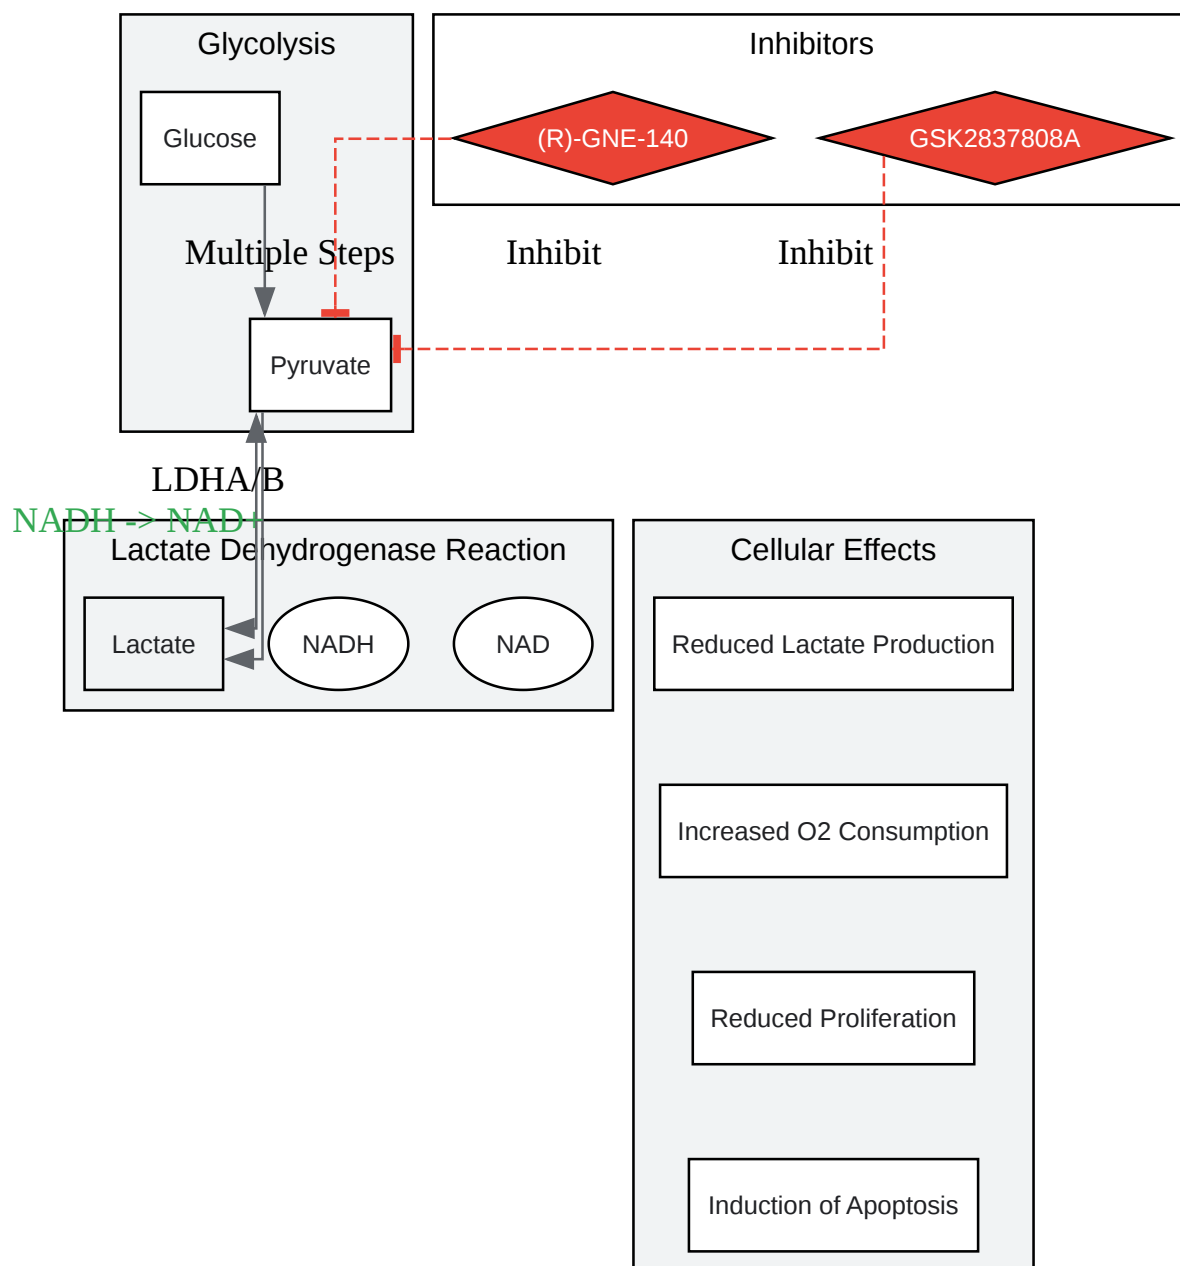 Glycolysis
Inhibitors
Glucose
(R)-GNE-140
GSK2837808A
Multiple Steps
Inhibit
Inhibit
Pyruvate
LDHA/B
NADH -> NAD+
Lactate Dehydrogenase Reaction
Cellular Effects
Lactate
NADH
NAD
Reduced Lactate Production
Increased O2 Consumption
Reduced Proliferation
Induction of Apoptosis